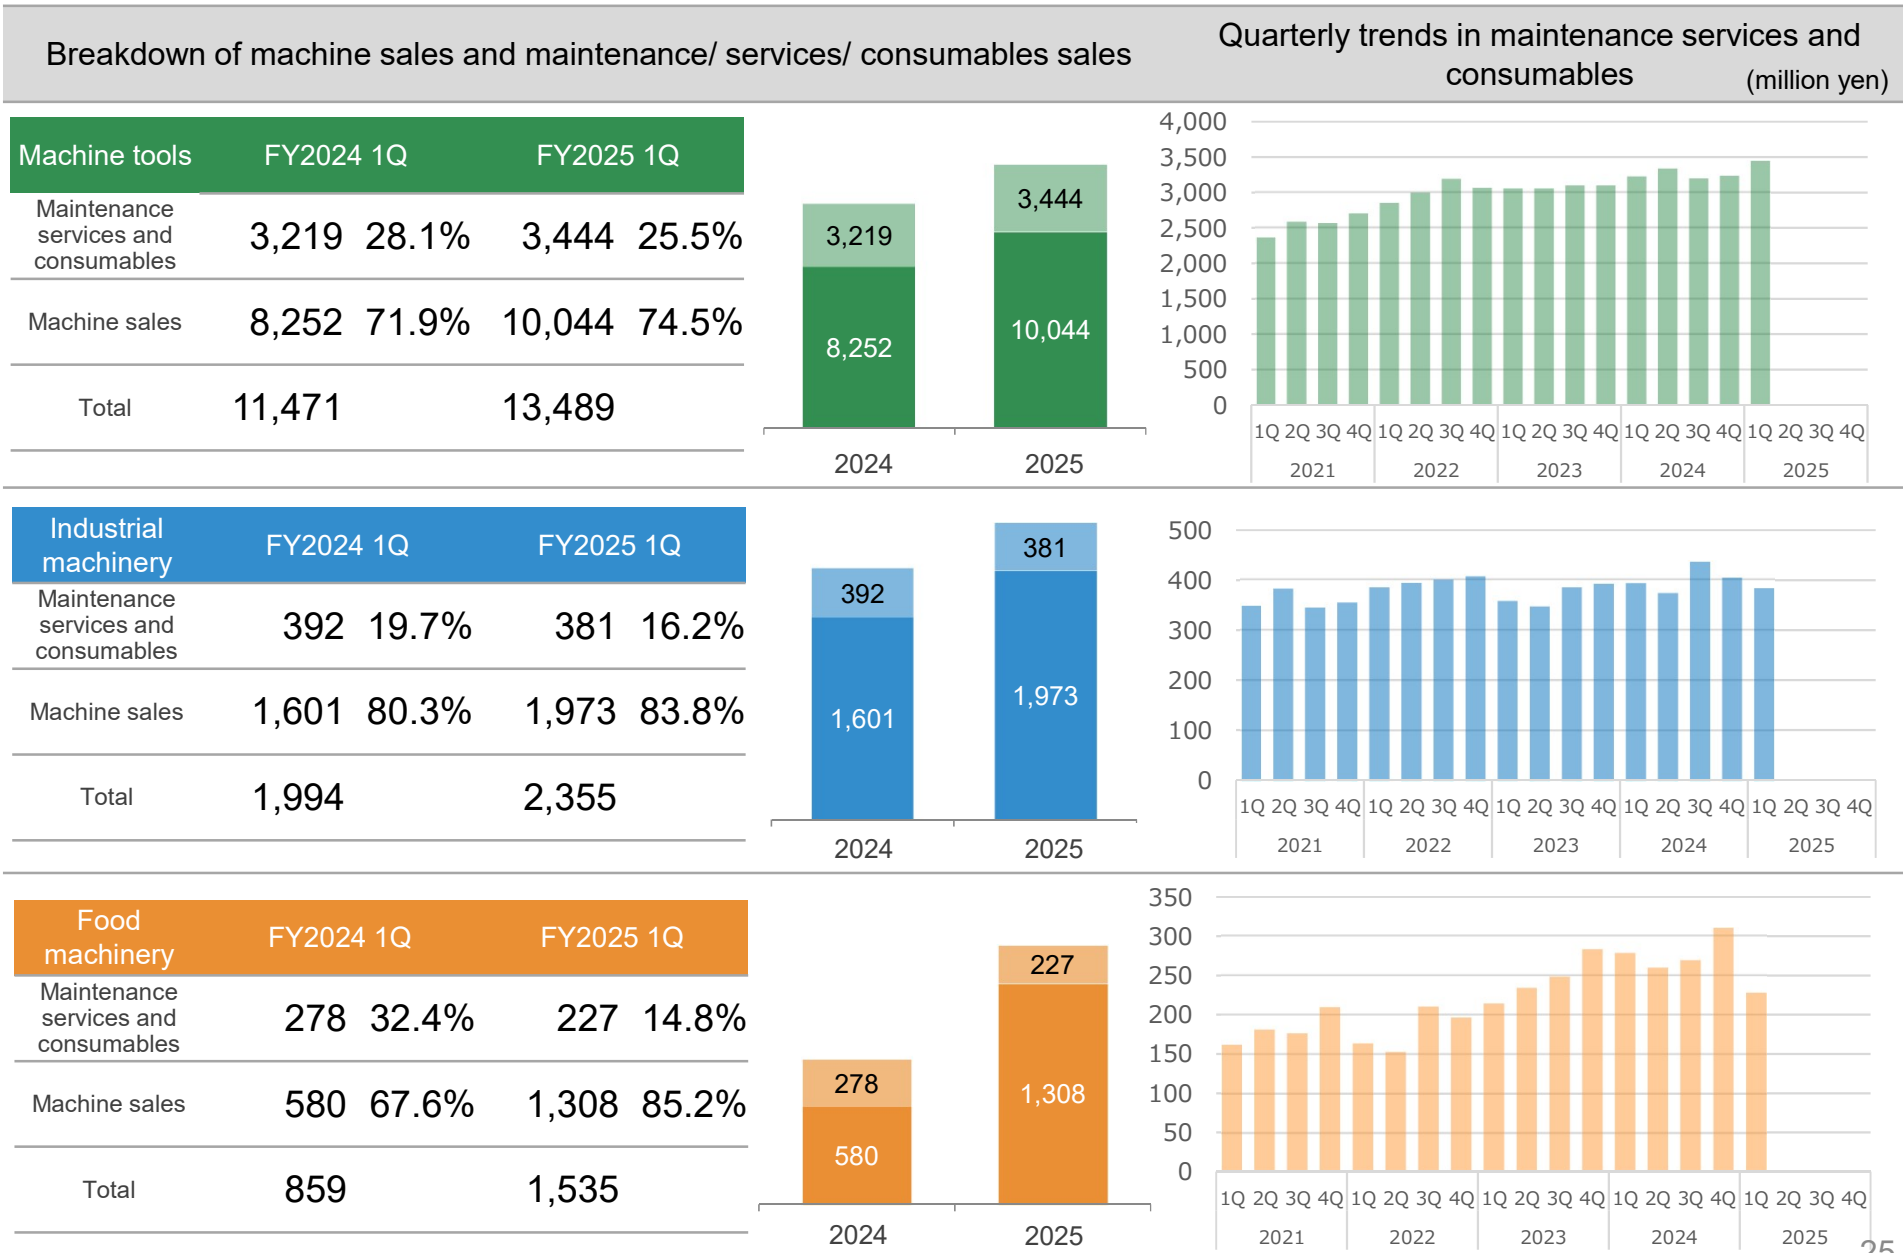 Breakdown of machine sales and maintenance/ services/ consumables sales
Quarterly trends in maintenance services and
consumables
(million yen)
Machine tools FY2024 1Q FY2025 1Q
Maintenance
services and
consumables
3,219 28.1% 3,444 25.5%
Machine sales 8,252 71.9% 10,044 74.5%
Total 11,471 13,489
3,219
8,252
3,444
10,044
2024 2025
4,000
3,500
3,000
2,500
2,000
1,500
1,000
500
0
1Q 2Q 3Q 4Q 1Q 2Q 3Q 4Q 1Q 2Q 3Q 4Q 1Q 2Q 3Q 4Q 1Q 2Q 3Q 4Q
2021 2022 2023 2024 2025
Industrial
machinery
FY2024 1Q FY2025 1Q
Maintenance
services and
consumables
392 19.7% 381 16.2%
Machine sales 1,601 80.3% 1,973 83.8%
Total 1,994 2,355
392
1,601
381
1,973
2024 2025
500
400
300
200
100
0
1Q 2Q 3Q 4Q 1Q 2Q 3Q 4Q 1Q 2Q 3Q 4Q 1Q 2Q 3Q 4Q 1Q 2Q 3Q 4Q
2021 2022 2023 2024 2025
Food
machinery
FY2024 1Q FY2025 1Q
Maintenance
services and
consumables
278 32.4% 227 14.8%
Machine sales 580 67.6% 1,308 85.2%
Total 859 1,535
278
580
227
1,308
2024 2025
350
300
250
200
150
100
50
0
1Q 2Q 3Q 4Q 1Q 2Q 3Q 4Q 1Q 2Q 3Q 4Q 1Q 2Q 3Q 4Q 1Q 2Q 3Q 4Q
2021 2022 2023 2024 2025
25